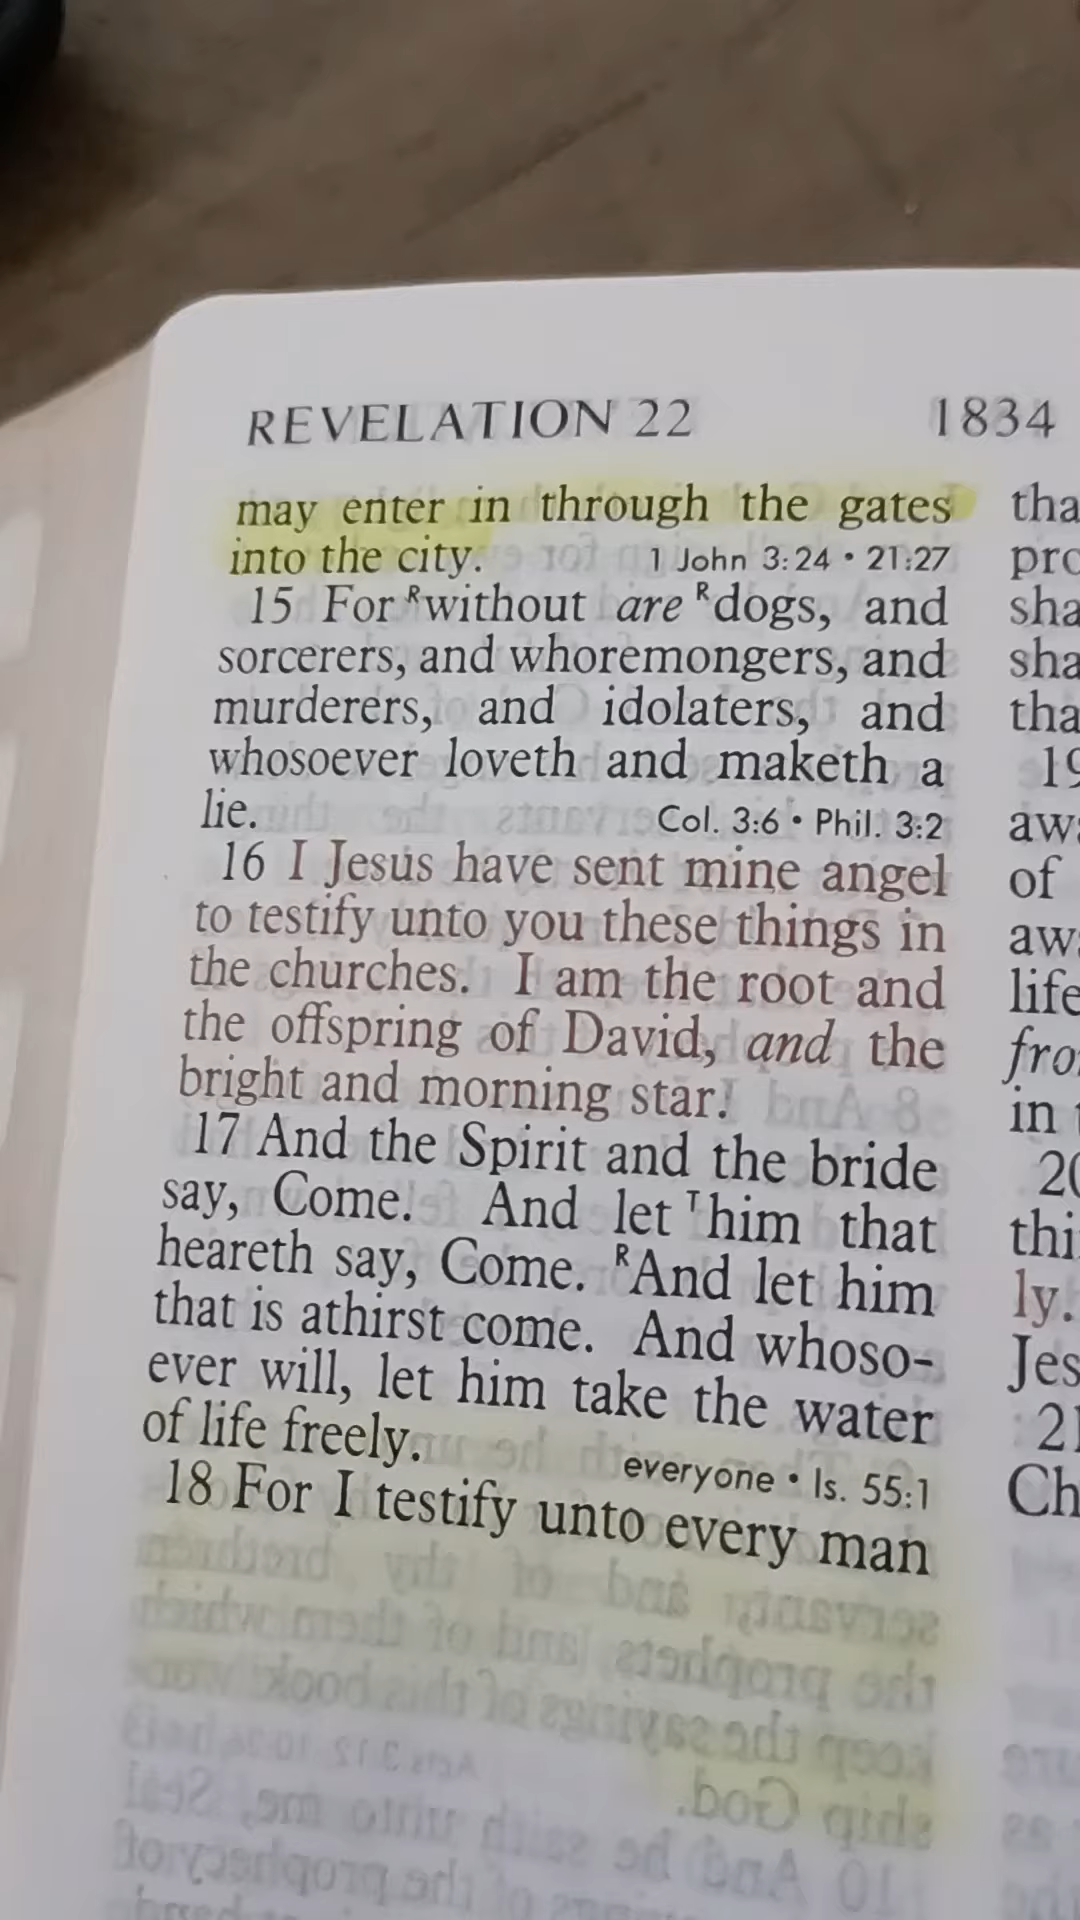 REVELATION 22 1834
may enter in through the gates
into the city. 1 John 3:24 • 21:27
15 For ᴿwithout are ᴿdogs, and
sorcerers, and whoremongers, and
murderers, and idolaters, and
whosoever loveth and maketh a
lie. Col. 3:6 • Phil. 3:2
16 I Jesus have sent mine angel
to testify unto you these things in
the churches. I am the root and
the offspring of David, and the
bright and morning star.
17 And the Spirit and the bride
say, Come. And let ᵀhim that
heareth say, Come. ᴿAnd let him
that is athirst come. And whoso-
ever will, let him take the water
of life freely.
everyone • Is. 55:1
18 For I testify unto every man
of
life
in
20
ly.
21